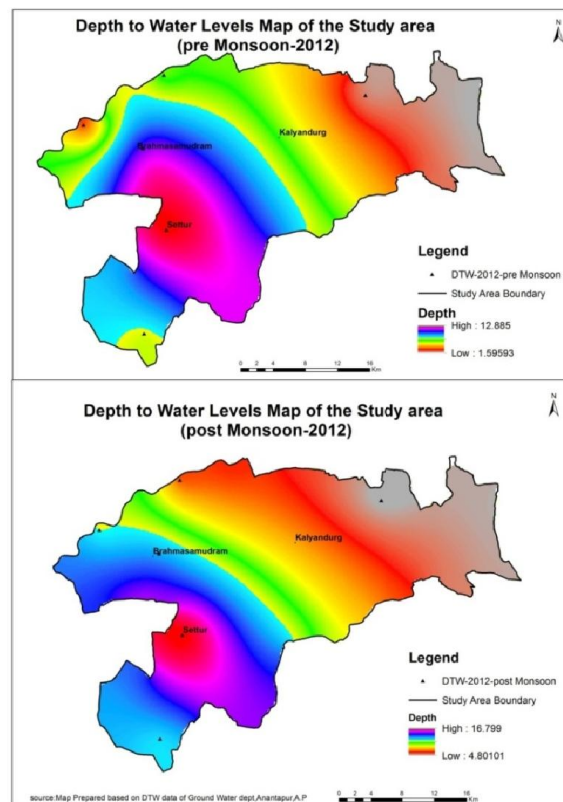 Depth to Water Levels Map of the Study area
(pre Monsoon-2012)
N
Kalyandurg
Brahmasamudram
Settur
Legend
DTW-2012-pre Monsoon
Study Area Boundary
Depth
High : 12.885
Low : 1.59593
0 2 4 8 12 16
Km
Depth to Water Levels Map of the Study area
(post Monsoon-2012)
N
Kalyandurg
Brahmasamudram
Settur
Legend
DTW-2012-post Monsoon
Study Area Boundary
Depth
High : 16.799
Low : 4.80101
source:Map Prepared based on DTW data of Ground Water dept,Anantapur,A.P
0 2 4 8 12 16
Km